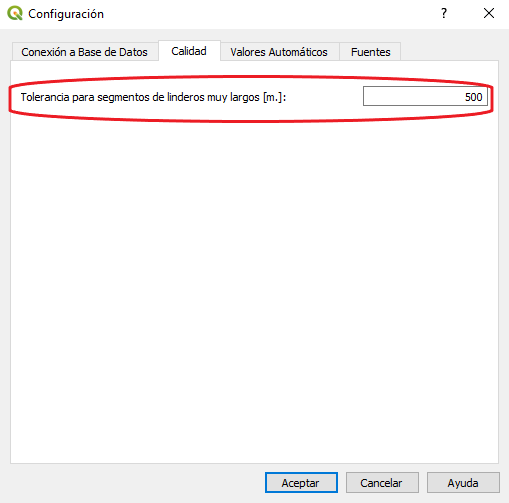 Configuración
?
Conexión a Base de Datos Calidad Valores Automáticos Fuentes
Tolerancia para segmentos de linderos muy largos [m.]: 500
Aceptar Cancelar Ayuda